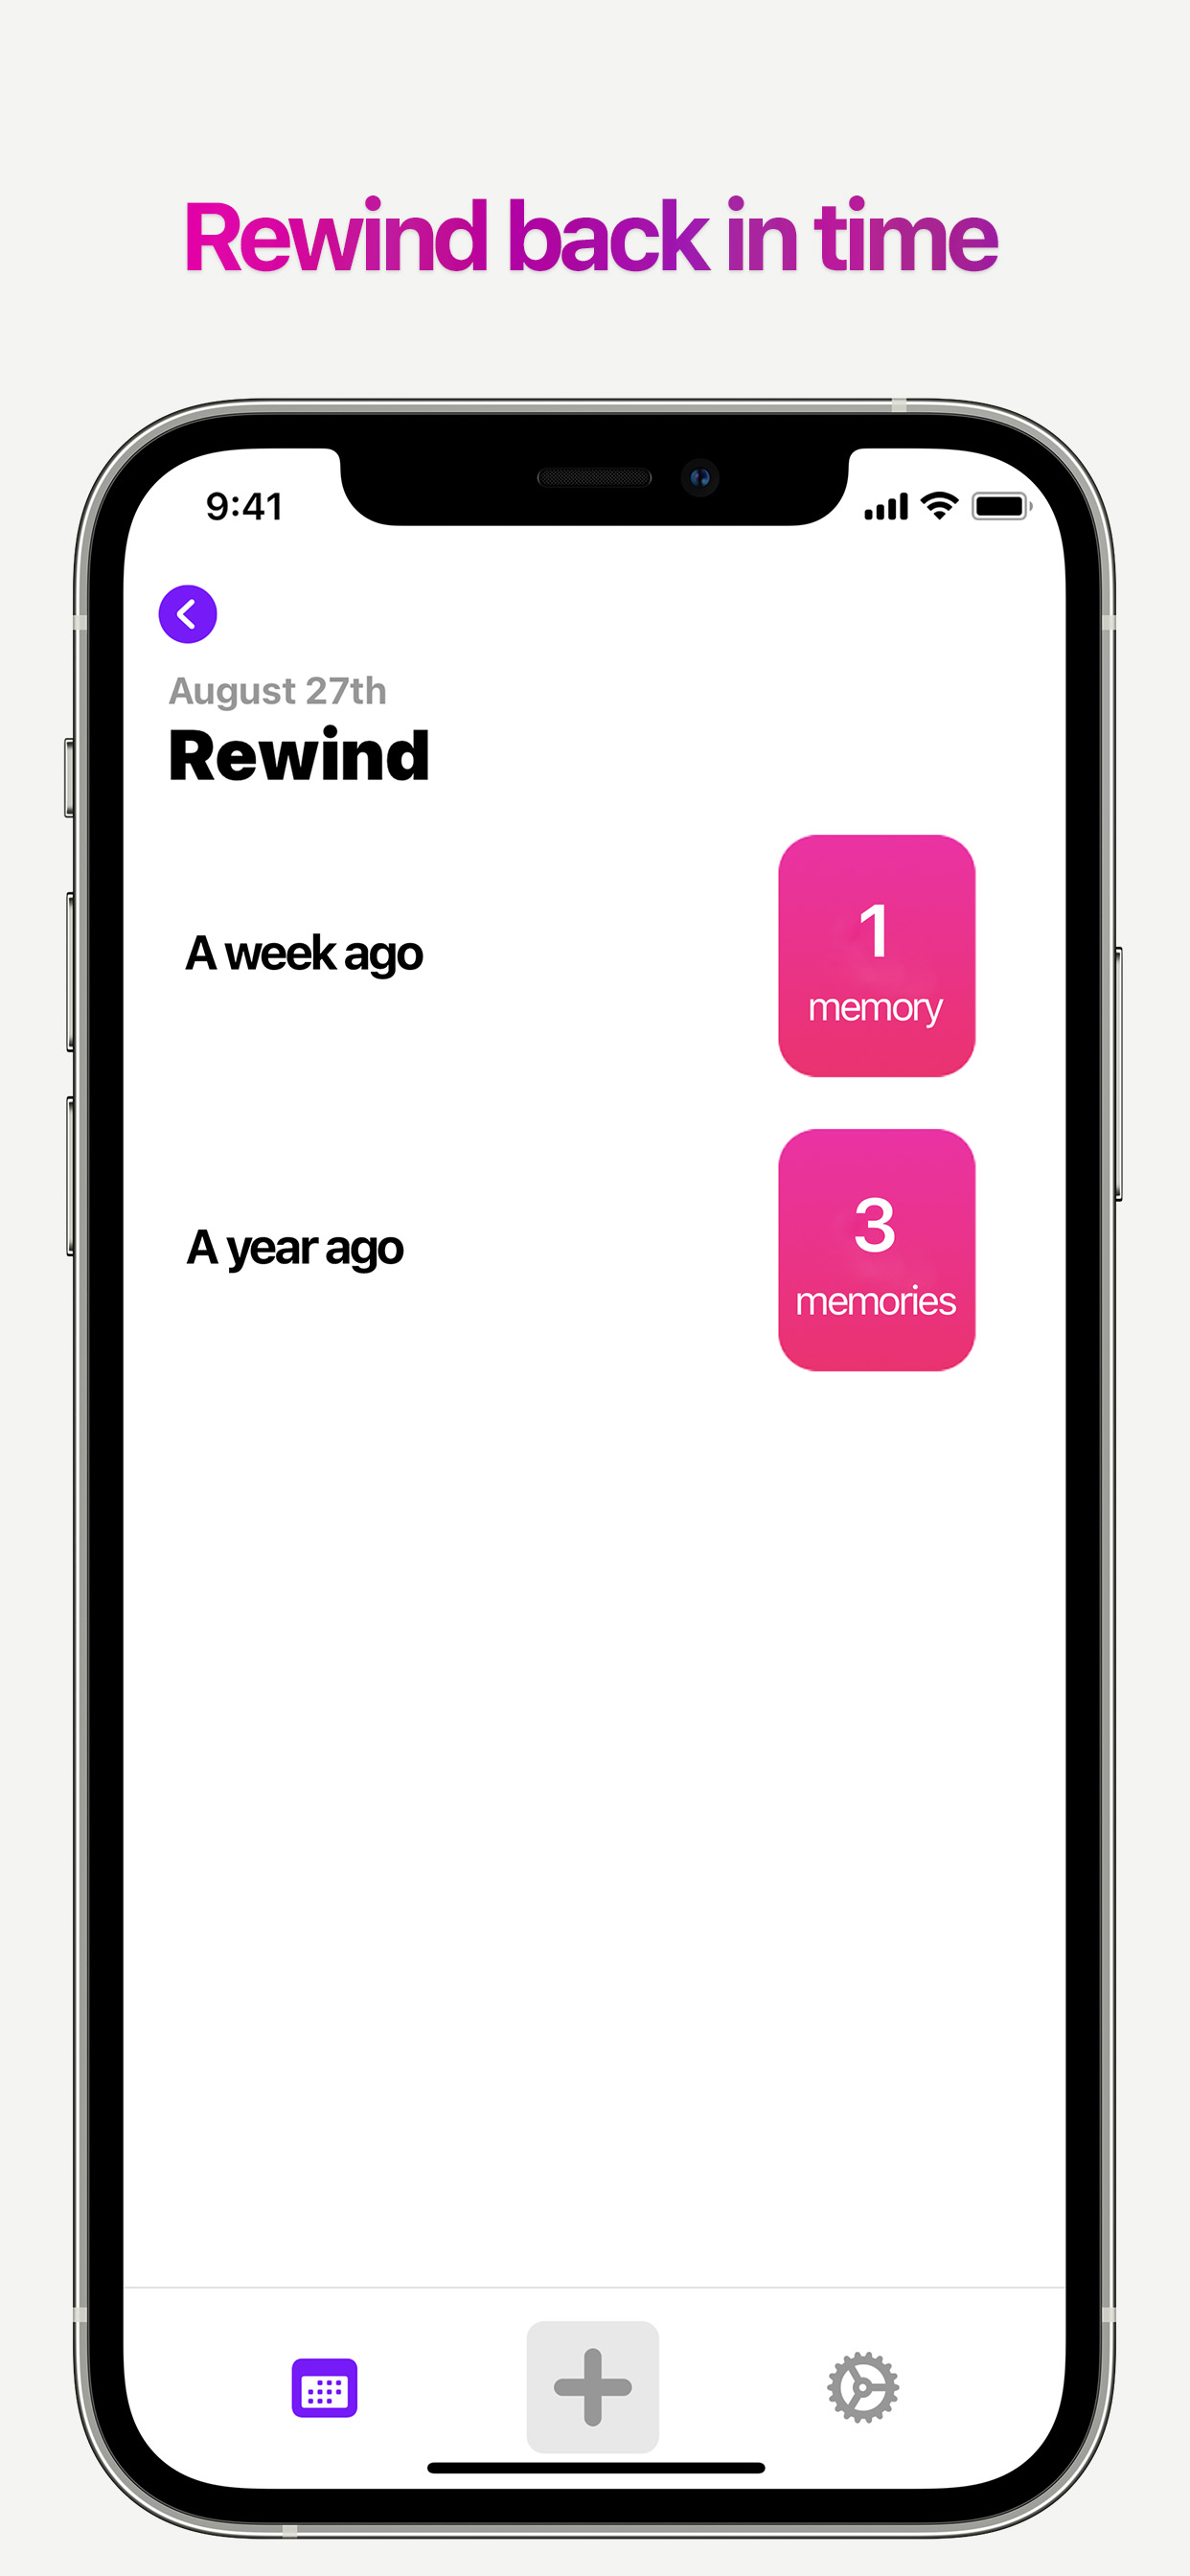 Rewind back in time
9:41
August 27th
Rewind
A week ago
1
memory
A year ago
3
memories